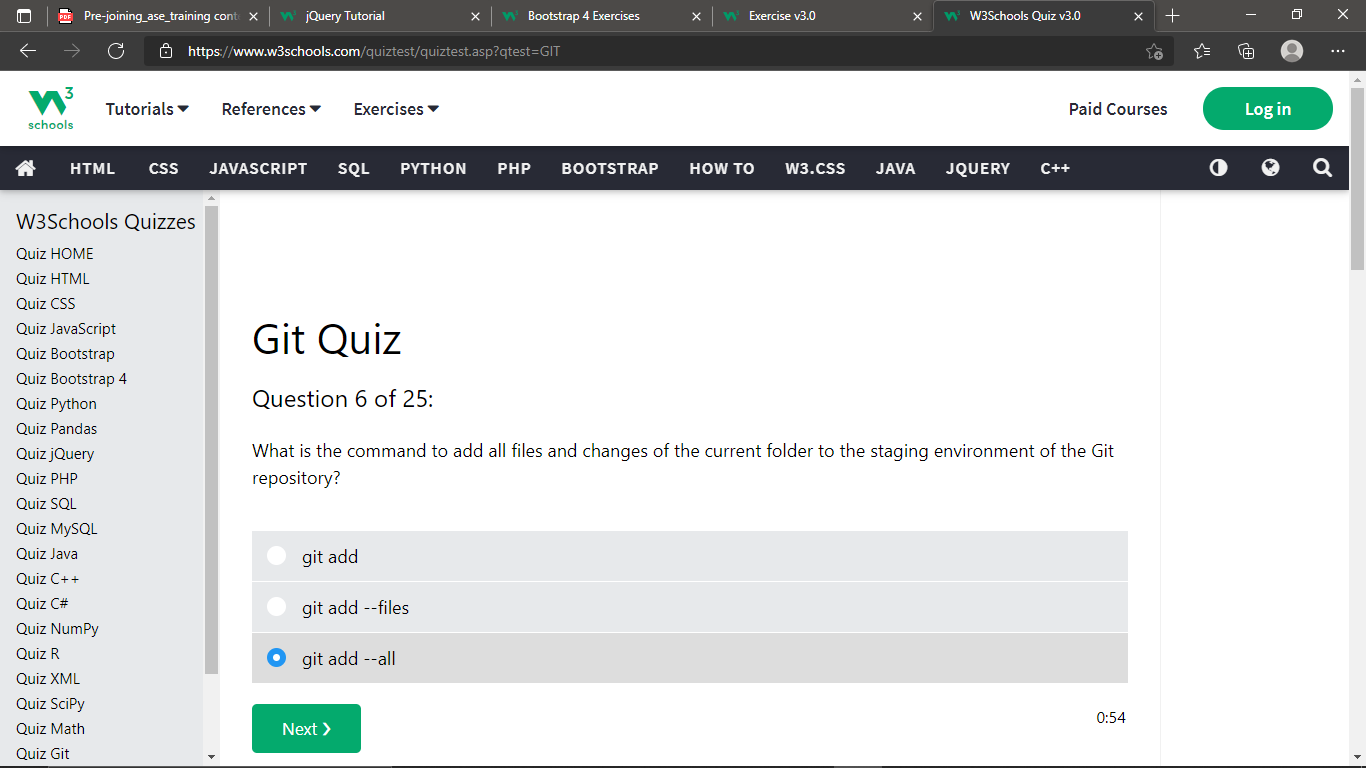 Pre-joining_ase_training cont
jQuery Tutorial
Bootstrap 4 Exercises
Exercise v3.0
W3Schools Quiz v3.0
https://www.w3schools.com/quiztest/quiztest.asp?qtest=GIT
3
schools
Tutorials
References
Exercises
Paid Courses
Log in
HTML CSS JAVASCRIPT SQL PYTHON PHP BOOTSTRAP HOW TO W3.CSS JAVA JQUERY C++
W3Schools Quizzes
Quiz HOME
Quiz HTML
Quiz CSS
Quiz JavaScript
Quiz Bootstrap
Quiz Bootstrap 4
Quiz Python
Quiz Pandas
Quiz jQuery
Quiz PHP
Quiz SQL
Quiz MySQL
Quiz Java
Quiz C++
Quiz C#
Quiz NumPy
Quiz R
Quiz XML
Quiz SciPy
Quiz Math
Quiz Git
Git Quiz
Question 6 of 25:
What is the command to add all files and changes of the current folder to the staging environment of the Git
repository?
git add
git add --files
git add --all
Next ❯
0:54